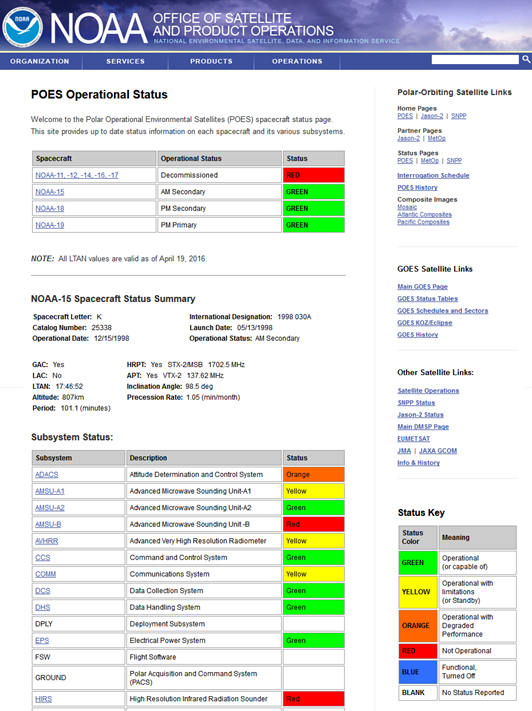 NOAA
NOAA
OFFICE OF SATELLITE
AND PRODUCT OPERATIONS
NATIONAL ENVIRONMENTAL SATELLITE, DATA, AND INFORMATION SERVICE
ORGANIZATION SERVICES PRODUCTS OPERATIONS
POES Operational Status
Welcome to the Polar Operational Environmental Satellites (POES) spacecraft status page.
This site provides up to date status information on each spacecraft and its various subsystems.
Spacecraft Operational Status Status
NOAA-11, -12, -14, -16, -17 Decommissioned RED
NOAA-15 AM Secondary GREEN
NOAA-18 PM Secondary GREEN
NOAA-19 PM Primary GREEN
NOTE: All LTAN values are valid as of April 19, 2016.
NOAA-15 Spacecraft Status Summary
Spacecraft Letter: K International Designation: 1998 030A
Catalog Number: 25338 Launch Date: 05/13/1998
Operational Date: 12/15/1998 Operational Status: AM Secondary
GAC: Yes HRPT: Yes STX-2/MSB 1702.5 MHz
LAC: No APT: Yes VTX-2 137.62 MHz
LTAN: 17:46:52 Inclination Angle: 98.5 deg
Altitude: 807km Precession Rate: 1.05 (min/month)
Period: 101.1 (minutes)
Subsystem Status:
Subsystem Description Status
ADACS Attitude Determination and Control System Orange
AMSU-A1 Advanced Microwave Sounding Unit-A1 Yellow
AMSU-A2 Advanced Microwave Sounding Unit-A2 Green
AMSU-B Advanced Microwave Sounding Unit -B Red
AVHRR Advanced Very High Resolution Radiometer Yellow
CCS Command and Control System Green
COMM Communications System Yellow
DCS Data Collection System Green
DHS Data Handling System Green
DPLY Deployment Subsystem
EPS Electrical Power System Green
FSW Flight Software
GROUND Polar Acquisition and Command System
(PACS)
HIRS High Resolution Infrared Radiation Sounder Red
Polar-Orbiting Satellite Links
Home Pages
POES | Jason-2 | SNPP
Partner Pages
Jason-2 | MetOp
Status Pages
POES | MetOp | SNPP
Interrogation Schedule
POES History
Composite Images
Mosaic
Atlantic Composites
Pacific Composites
GOES Satellite Links
Main GOES Page
GOES Status Tables
GOES Schedules and Sectors
GOES KOZ/Eclipse
GOES History
Other Satellite Links:
Satellite Operations
SNPP Status
Jason-2 Status
Main DMSP Page
EUMETSAT
JMA | JAXA GCOM
Info & History
Status Key
Status
Color Meaning
GREEN Operational
(or capable of)
YELLOW Operational with
limitations
(or Standby)
ORANGE Operational with
Degraded
Performance
RED Not Operational
BLUE Functional,
Turned Off
BLANK No Status Reported